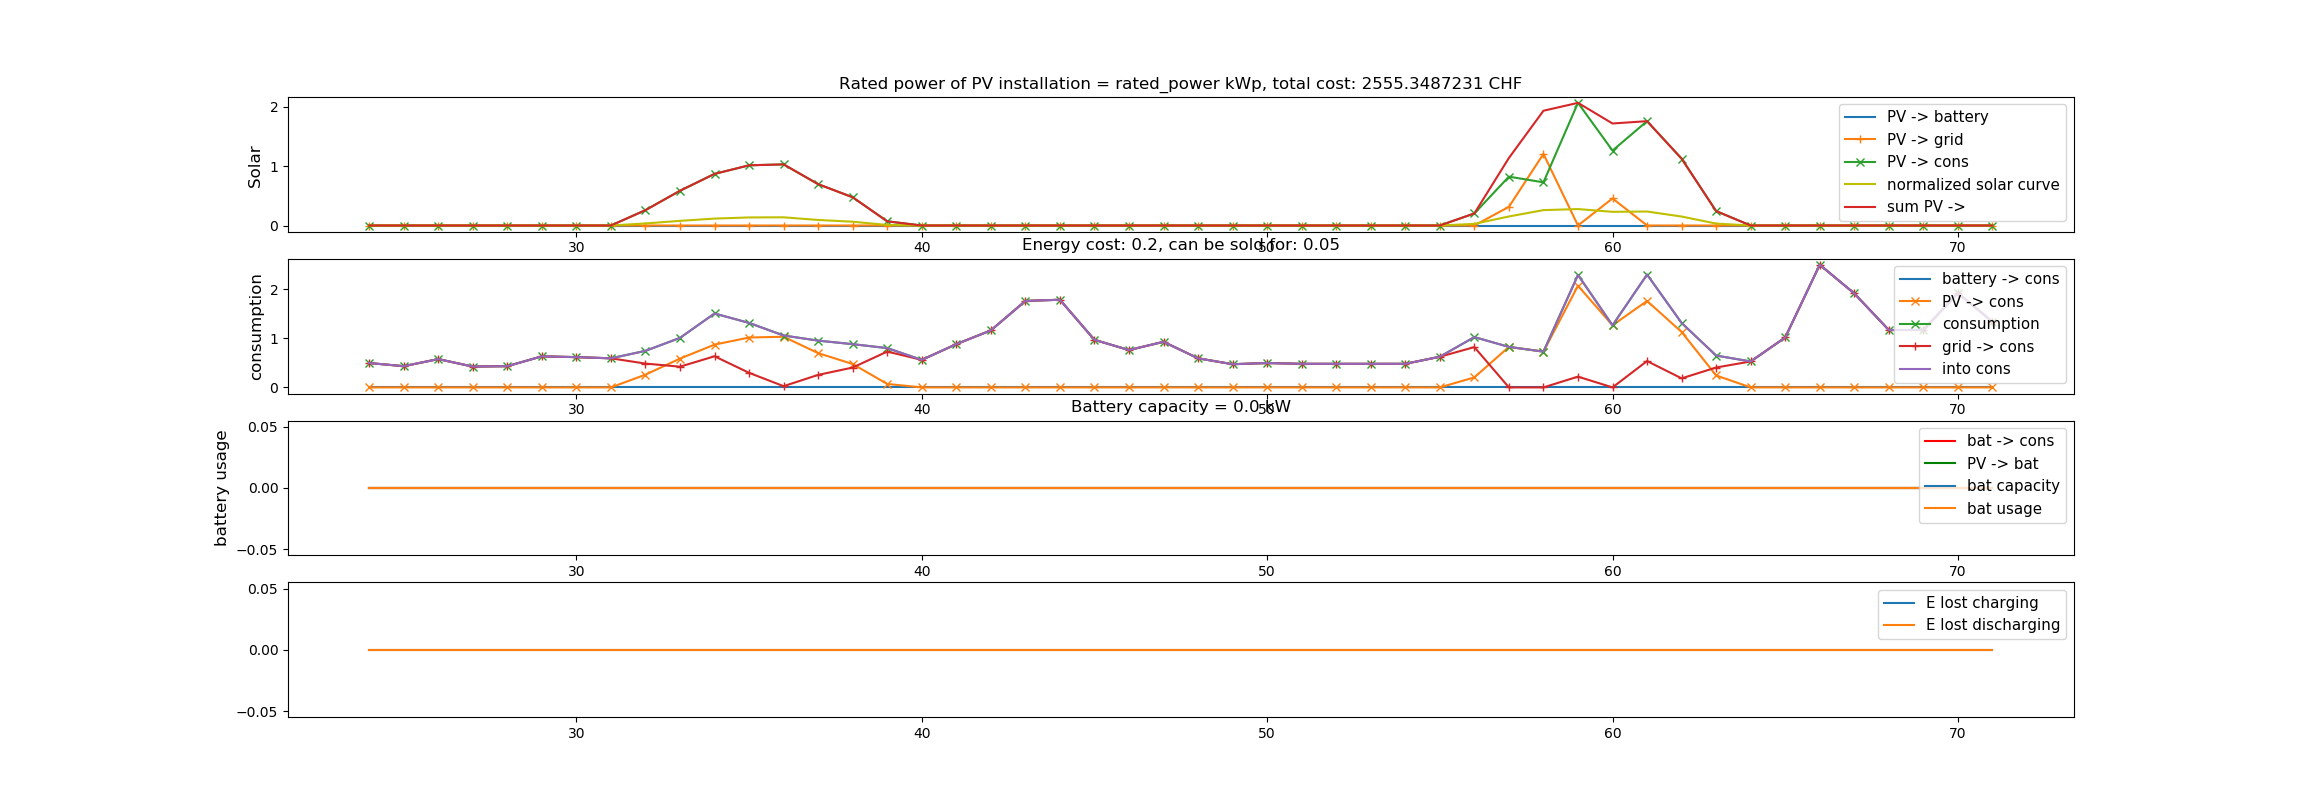 Rated power of PV installation = rated_power kWp, total cost: 2555.3487231 CHF
Solar
2
1
0
PV -> battery
PV -> grid
PV -> cons
normalized solar curve
sum PV ->
30 40 50 60 70
Energy cost: 0.2, can be sold for: 0.05
consumption
2
1
0
battery -> cons
PV -> cons
consumption
grid -> cons
into cons
30 40 50 60 70
Battery capacity = 0.0 kW
battery usage
0.05
0.00
−0.05
bat -> cons
PV -> bat
bat capacity
bat usage
30 40 50 60 70
0.05
0.00
−0.05
E lost charging
E lost discharging
30 40 50 60 70